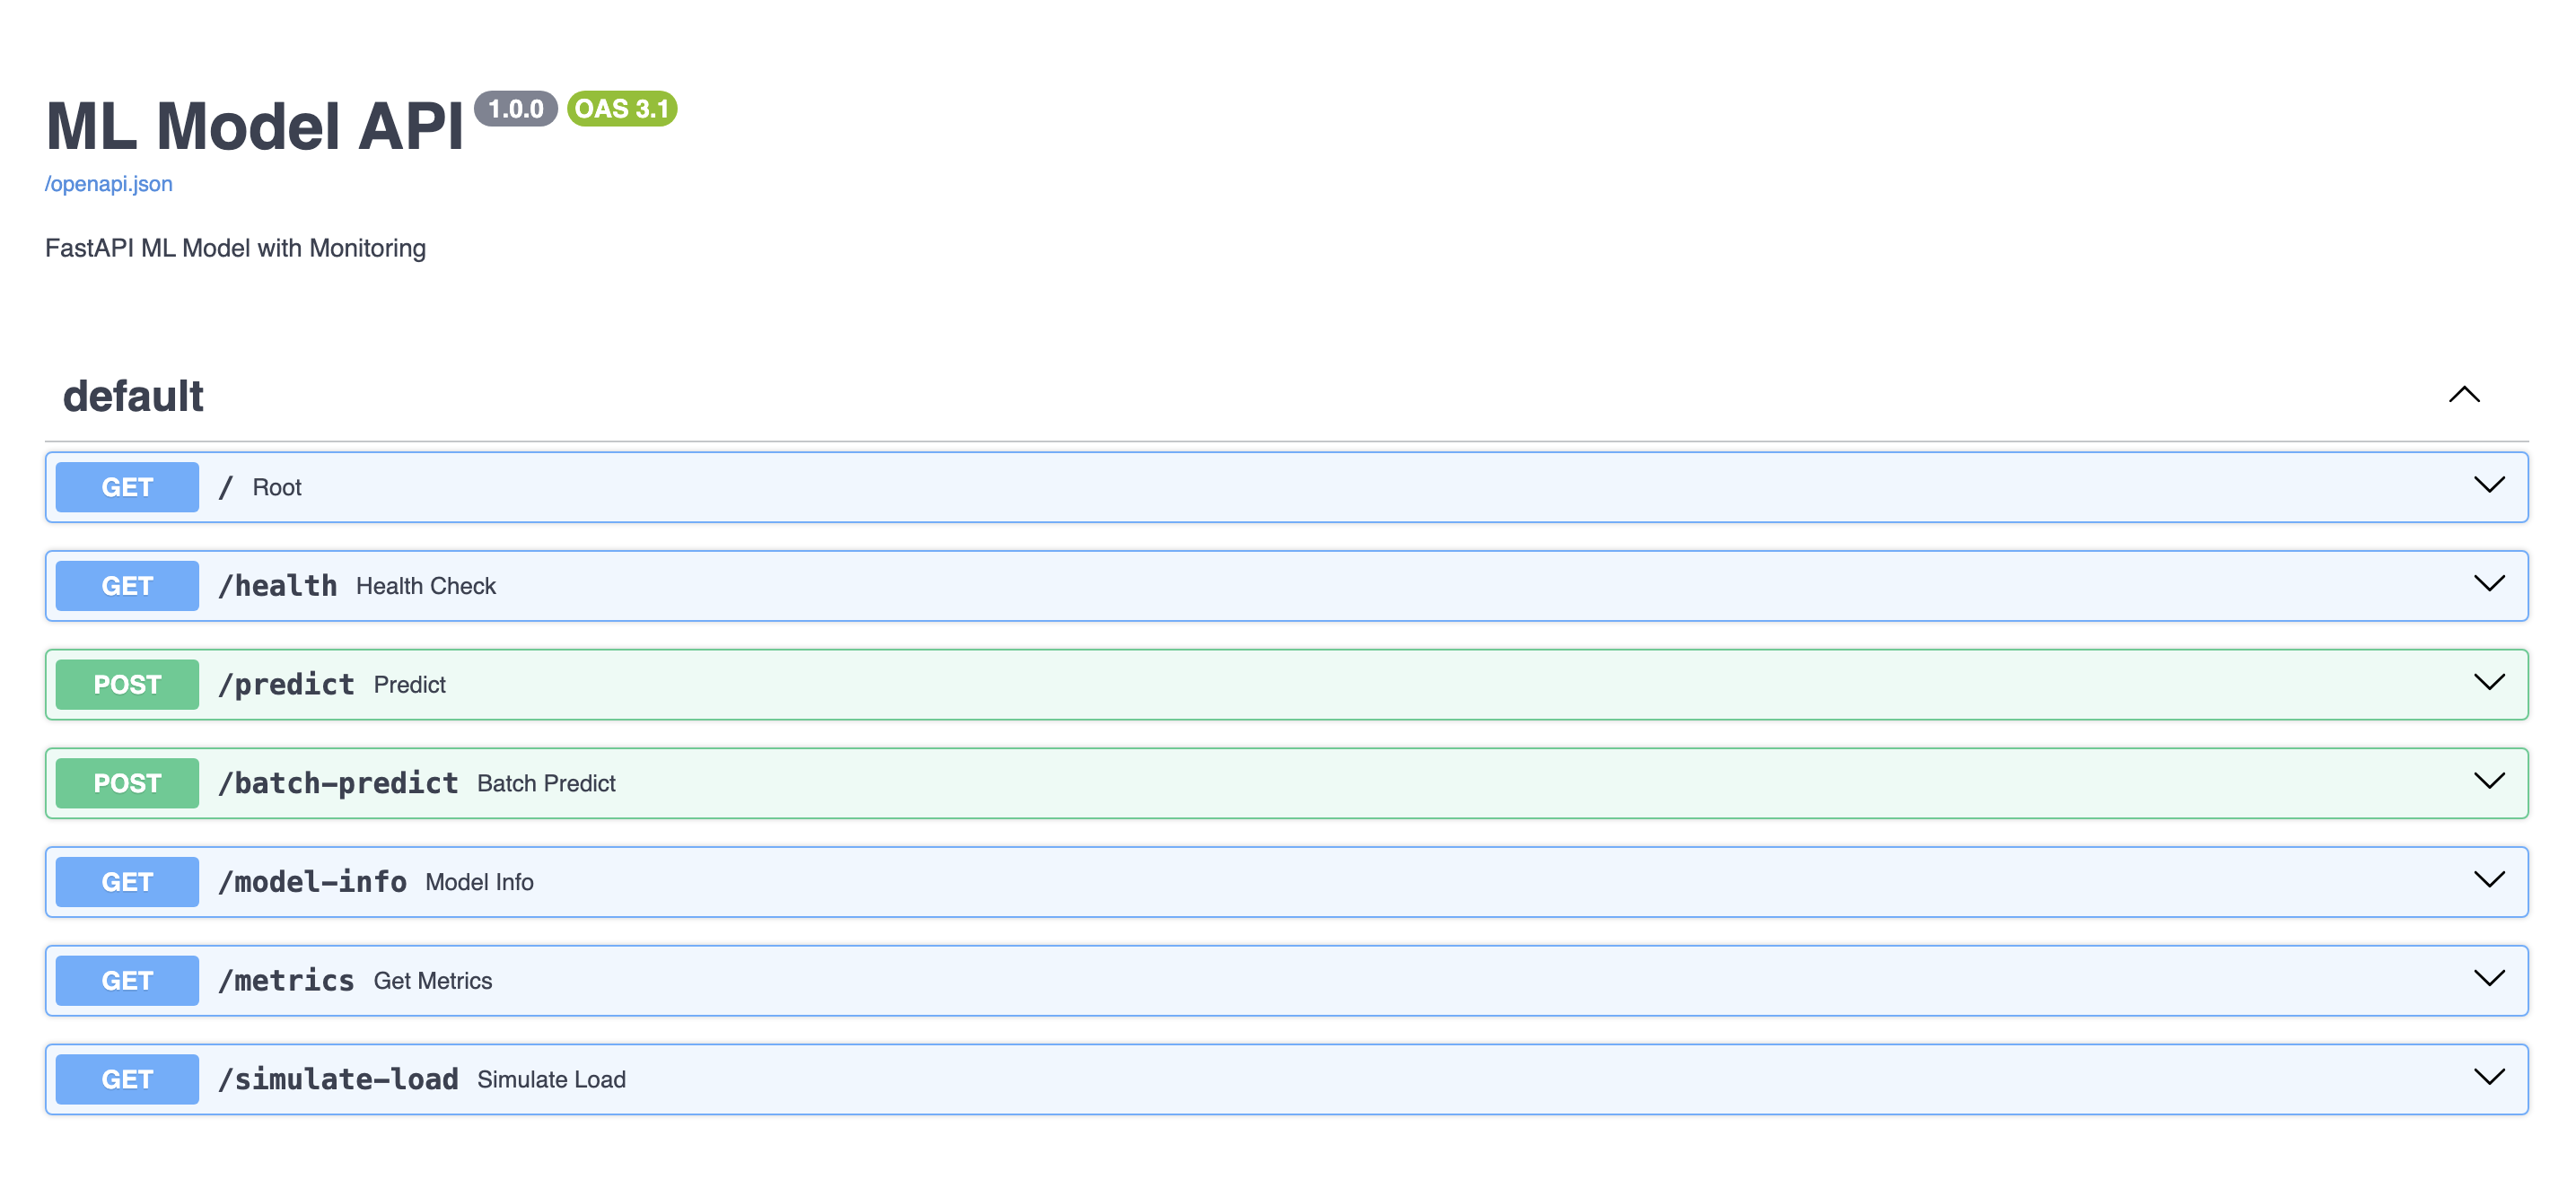 ML Model API 1.0.0 OAS 3.1
/openapi.json
FastAPI ML Model with Monitoring
default
GET / Root
GET /health Health Check
POST /predict Predict
POST /batch-predict Batch Predict
GET /model-info Model Info
GET /metrics Get Metrics
GET /simulate-load Simulate Load